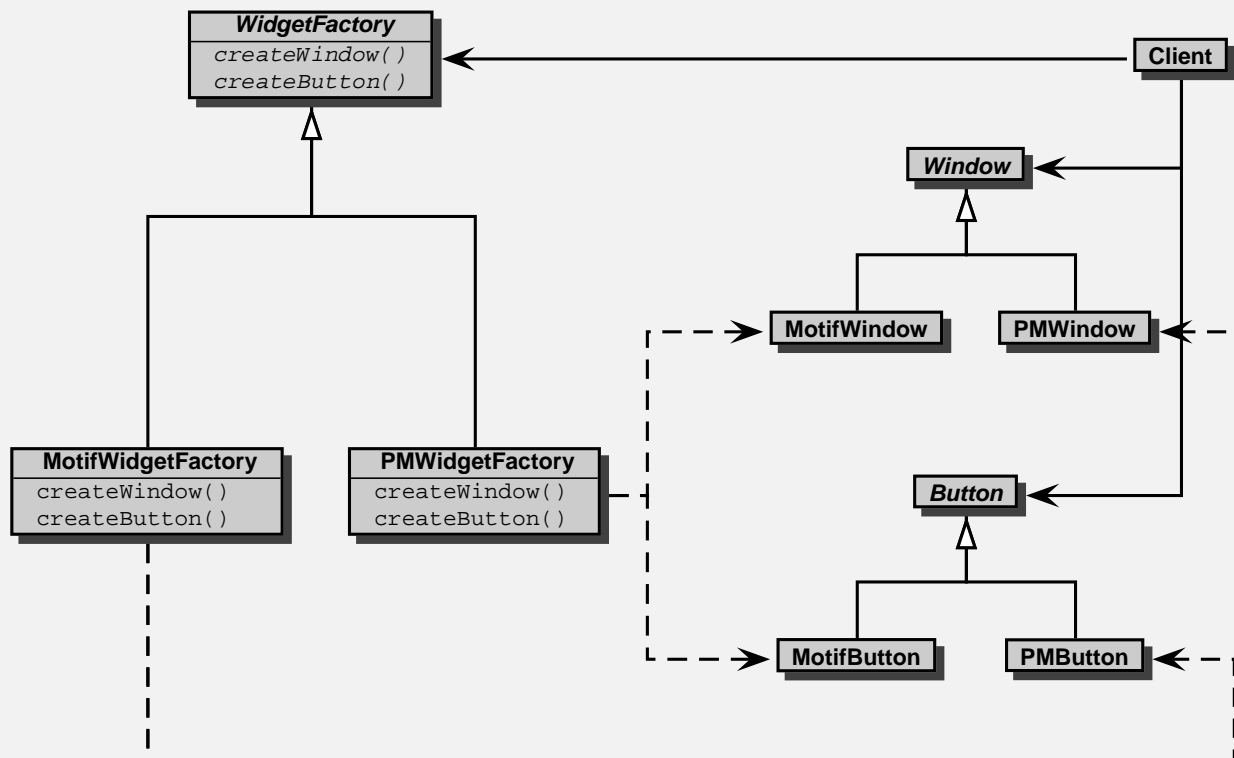 WidgetFactory
createWindow()
createButton()
Client
Window
MotifWindow
PMWindow
MotifWidgetFactory
createWindow()
createButton()
PMWidgetFactory
createWindow()
createButton()
Button
MotifButton
PMButton